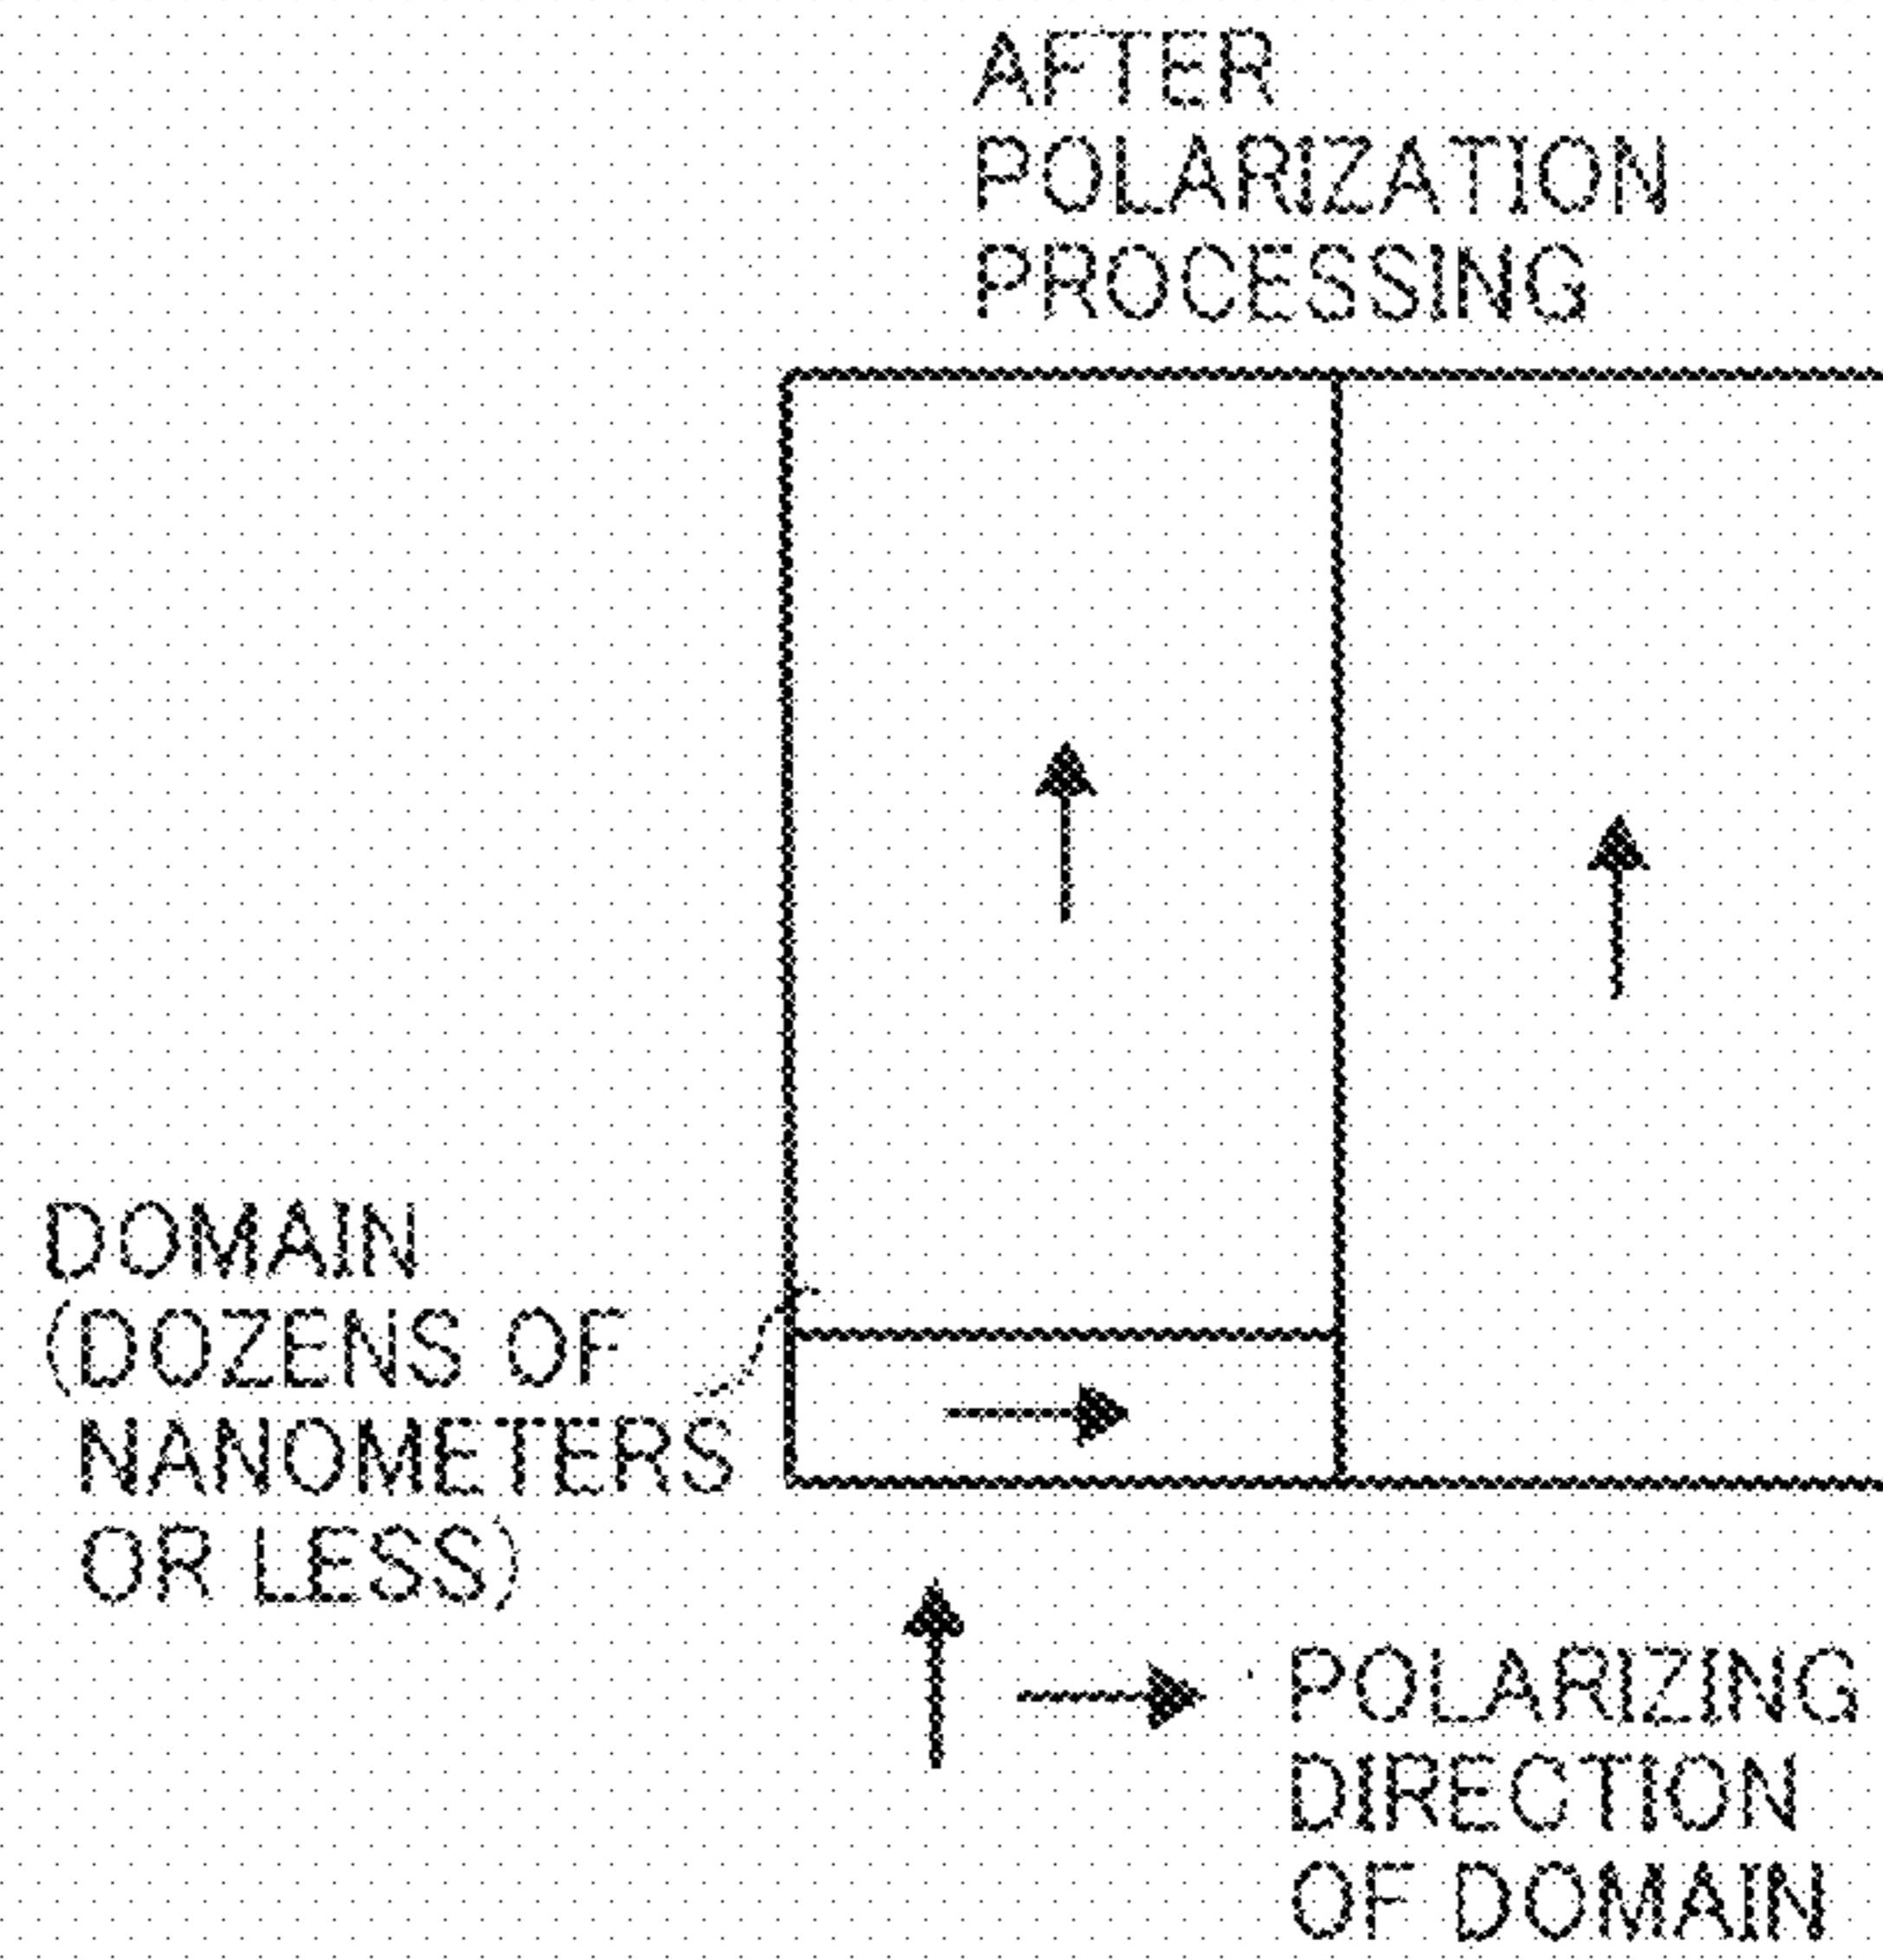 AFTER
POLARIZATION
PROCESSING
DOMAIN
(DOZENS OF
NANOMETERS
OR LESS)
POLARIZING
DIRECTION
OF DOMAIN